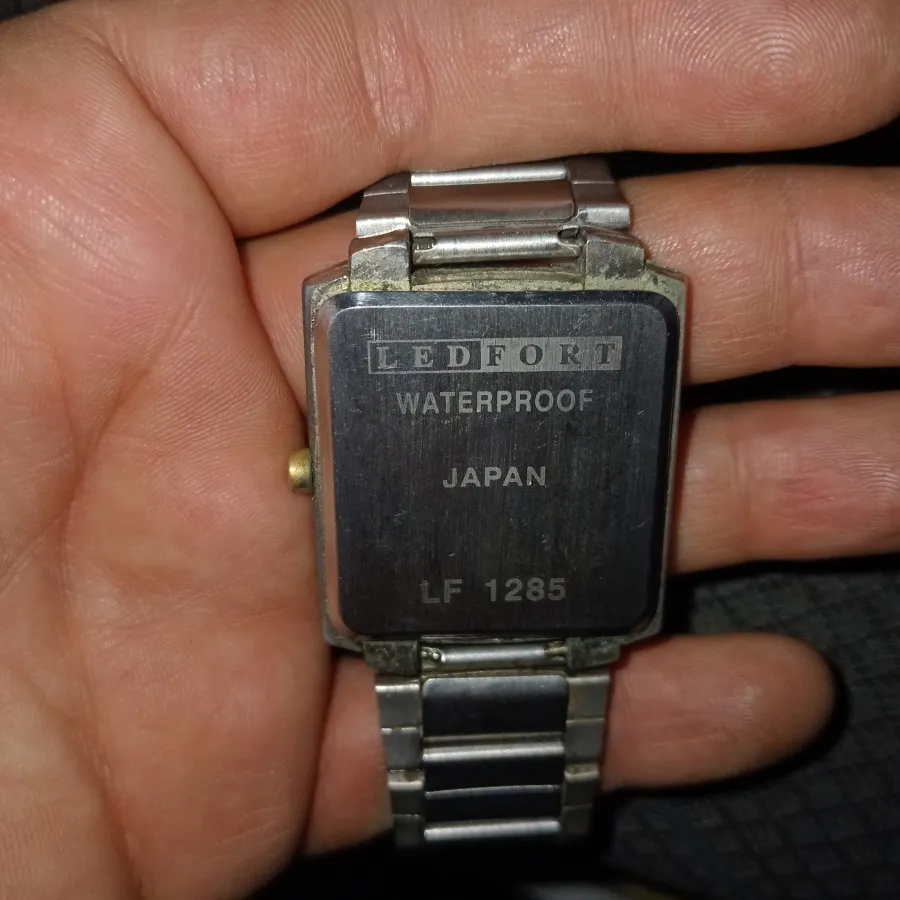 LEDFORT
WATERPROOF
JAPAN
LF 1285